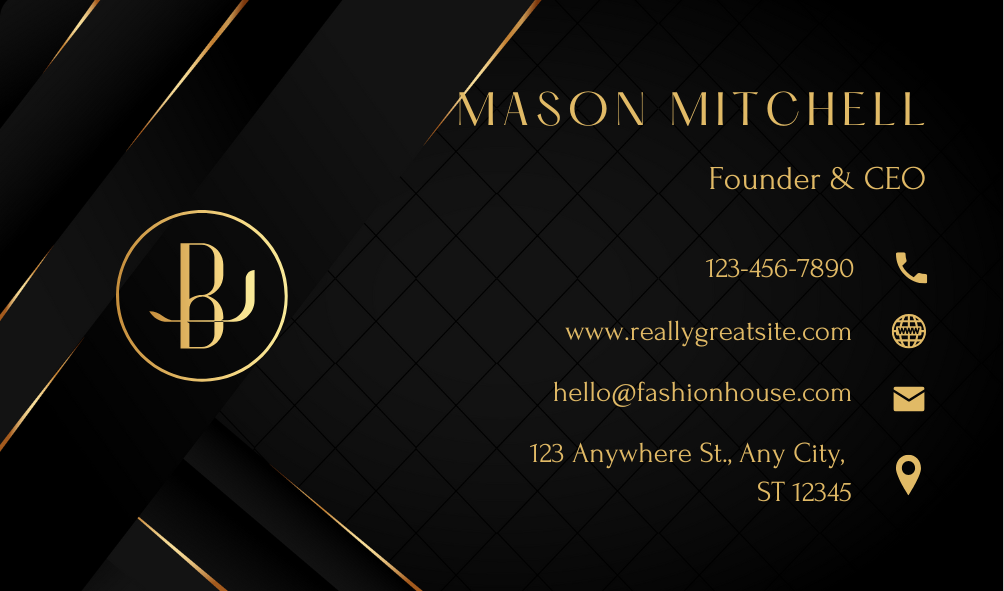 MASON MITCHELL
Founder & CEO
123-456-7890
www.reallygreatsite.com
hello@fashionhouse.com
123 Anywhere St., Any City,
ST 12345